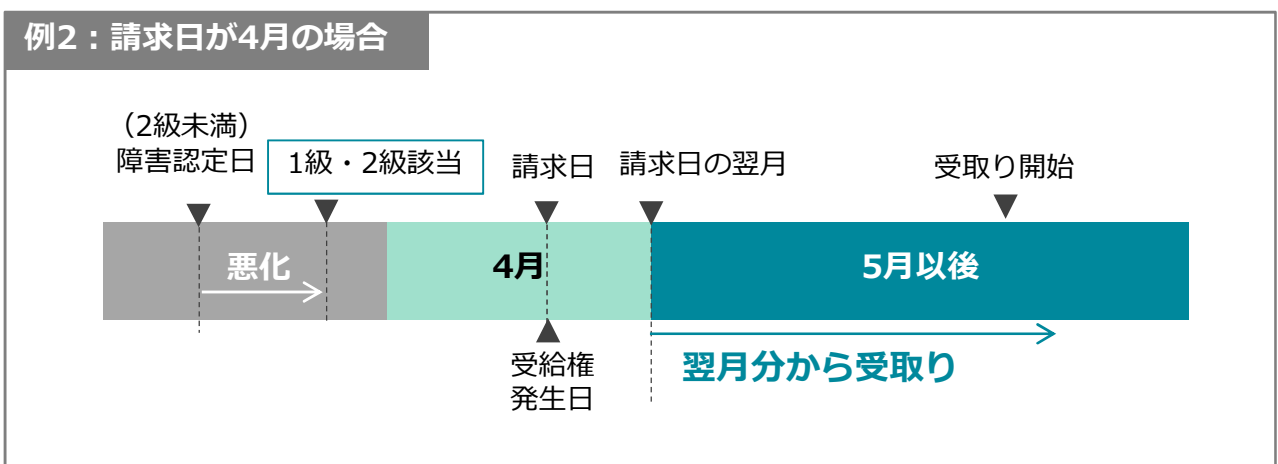 例2：請求日が4月の場合
（2級未満）
障害認定日
1級・2級該当
請求日
請求日の翌月
受取り開始
悪化
4月
5月以後
受給権
発生日
翌月分から受取り